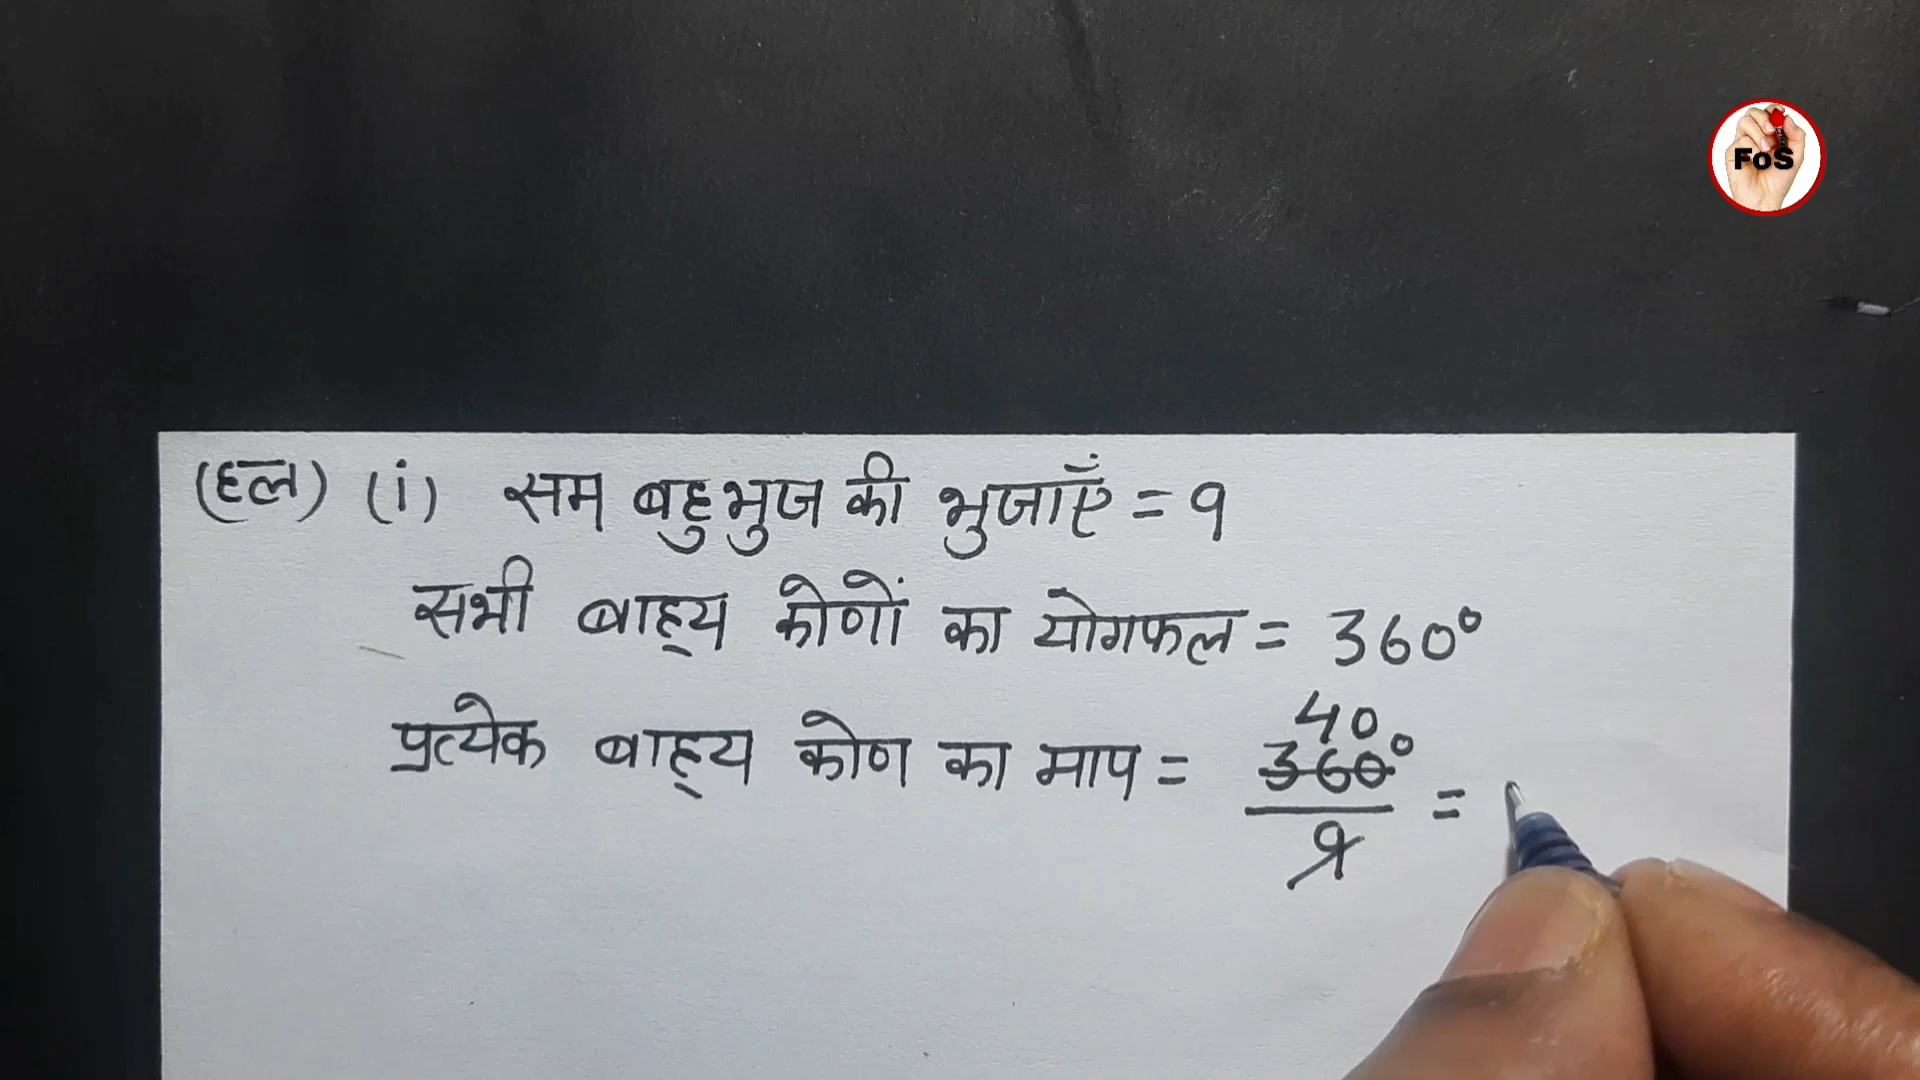 FoS
(हल) (i) सम बहुभुज की भुजाएँ = 9
सभी बाह्य कोणों का योगफल = 360°
40
प्रत्येक बाह्य कोण का माप = 360° / 9 =